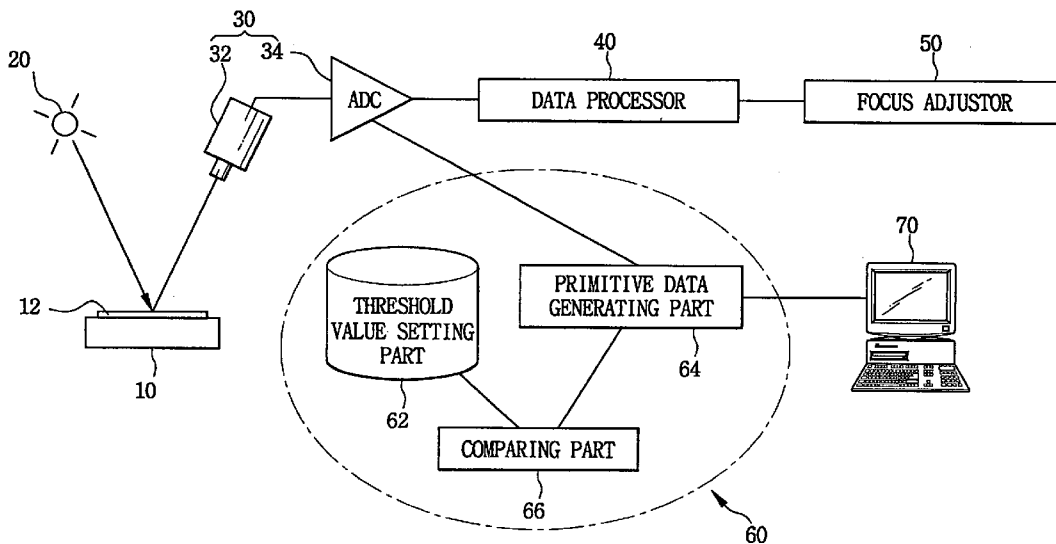 30
32 34
20
ADC
40
DATA PROCESSOR
50
FOCUS ADJUSTOR
12
10
THRESHOLD
VALUE SETTING
PART
62
PRIMITIVE DATA
GENERATING PART
64
70
COMPARING PART
66
60